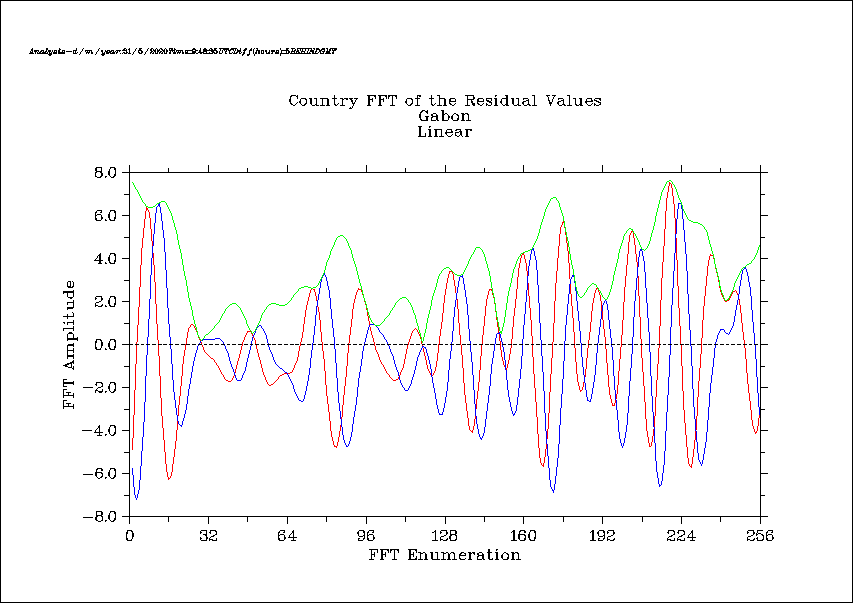 Country FFT of the Residual Values
Gabon
Linear
FFT Amplitude
8.0
6.0
4.0
2.0
0.0
−2.0
−4.0
−6.0
−8.0
0 32 64 96 128 160 192 224 256
FFT Enumeration